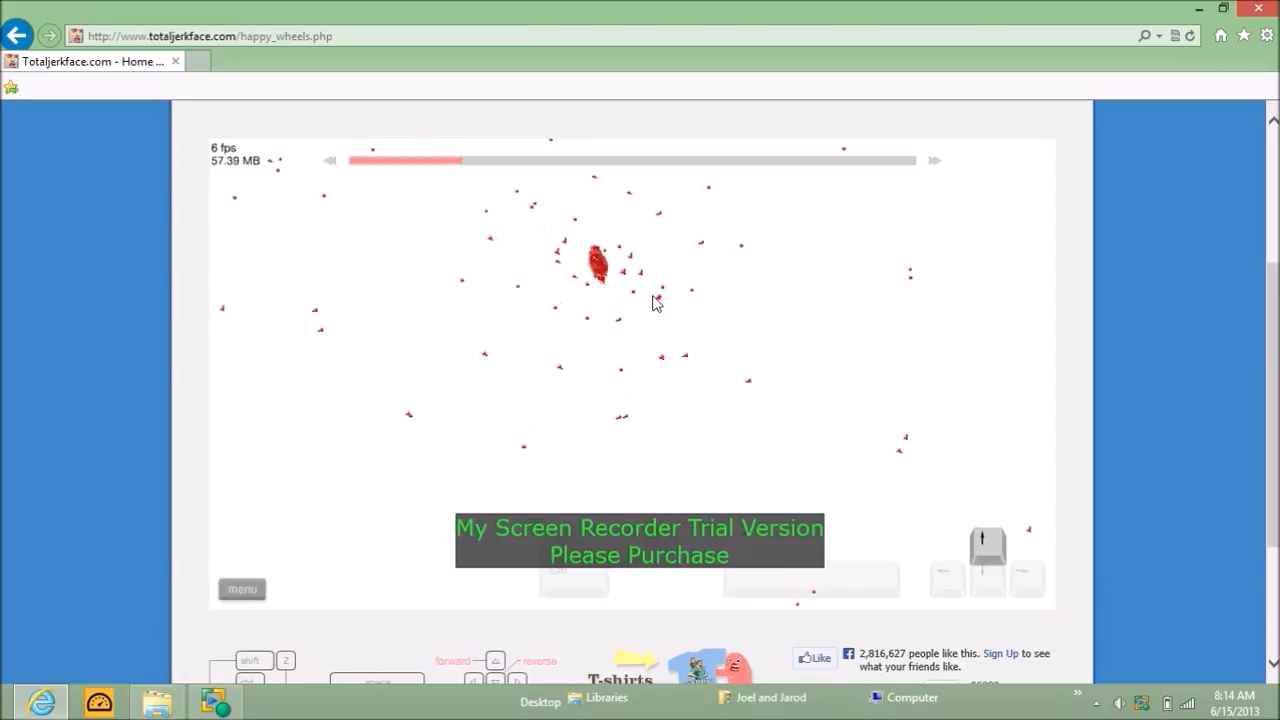 http://www.totaljerkface.com/happy_wheels.php
Totaljerkface.com - Home ...
6 fps
57.39 MB
My Screen Recorder Trial Version
Please Purchase
menu
shift Z
forward reverse
space
T-shirts
Like
2,816,627 people like this. Sign Up to see
what your friends like.
Desktop
Libraries
Joel and Jarod
Computer
8:14 AM
6/15/2013